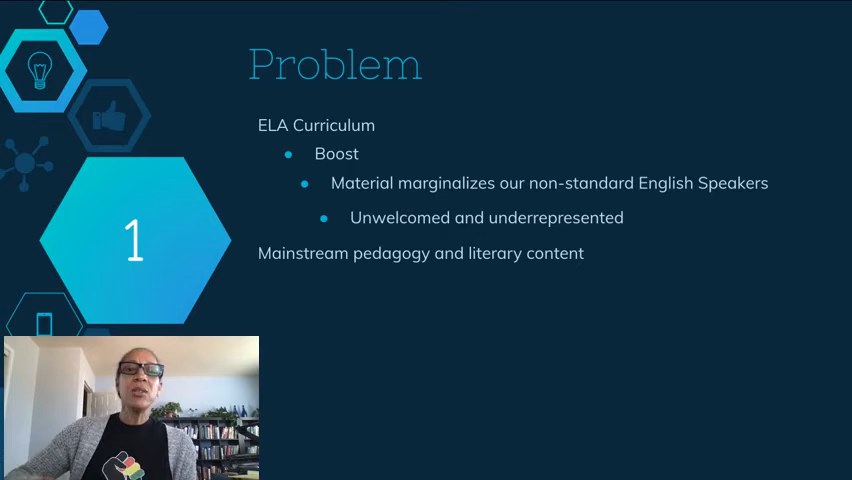 Problem
ELA Curriculum
Boost
Material marginalizes our non-standard English Speakers
Unwelcomed and underrepresented
Mainstream pedagogy and literary content
1